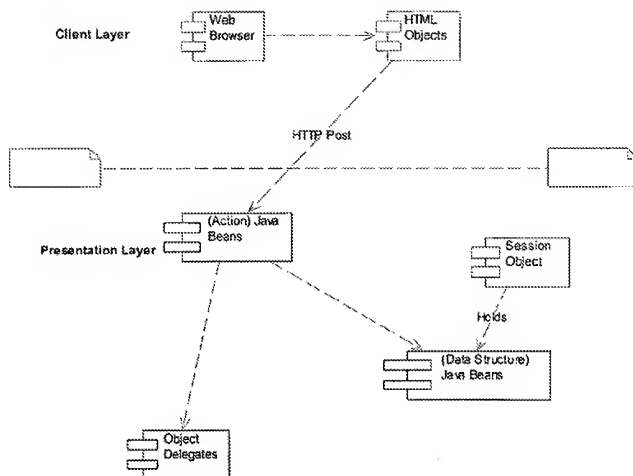 Web
Browser
HTML
Objects
Client Layer
HTTP Post
(Action) Java
Beans
Presentation Layer
Session
Object
Holds
(Data Structure)
Java Beans
Object
Delegates